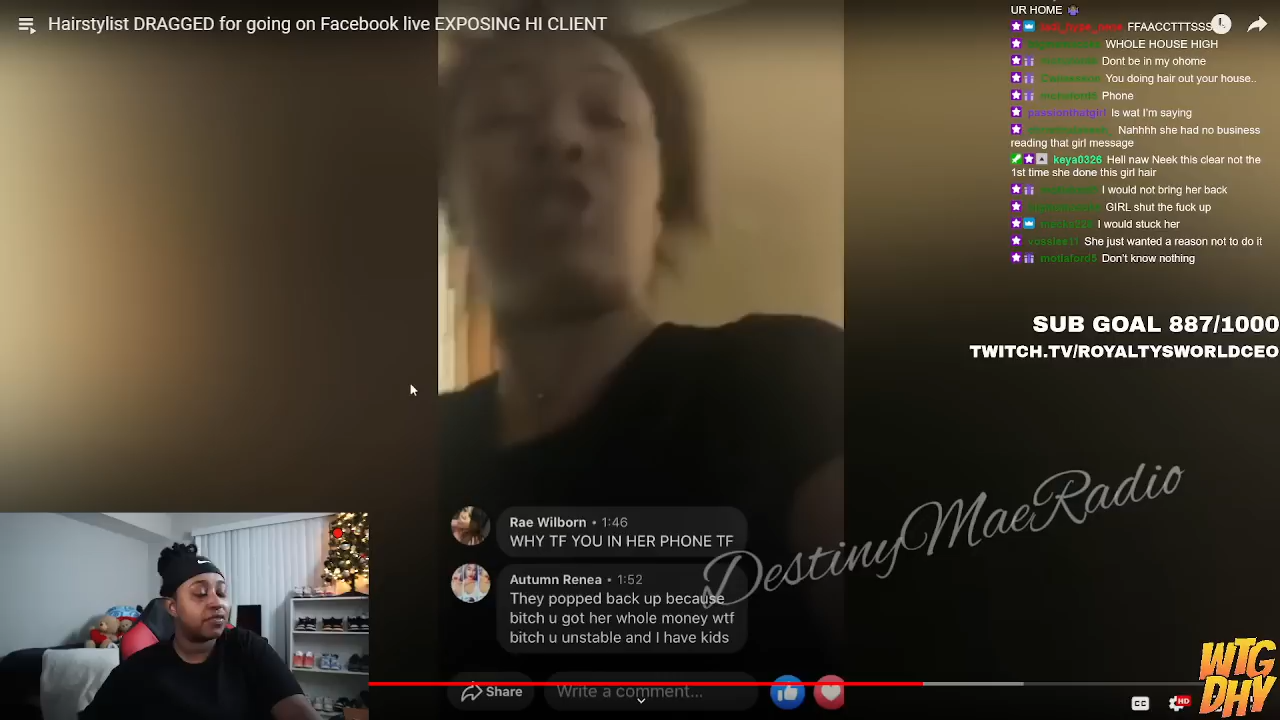 Hairstylist DRAGGED for going on Facebook live EXPOSING HI CLIENT
UR HOME
FFAACCTTTSSS
WHOLE HOUSE HIGH
Dont be in my ohome
You doing hair out your house..
Phone
passionthatgirl Is wat I'm saying
Nahhhh she had no business
reading that girl message
keya0326 Hell naw Neek this clear not the
1st time she done this girl hair
I would not bring her back
GIRL shut the fuck up
I would stuck her
vosslee11 She just wanted a reason not to do it
motlaford5 Don't know nothing
SUB GOAL 887/1000
TWITCH.TV/ROYALTYSWORLDCEO
DestinyMaeRadio
Rae Wilborn • 1:46
WHY TF YOU IN HER PHONE TF
Autumn Renea • 1:52
They popped back up because
bitch u got her whole money wtf
bitch u unstable and I have kids
Share
Write a comment...
CC
HD
WTG
DHY